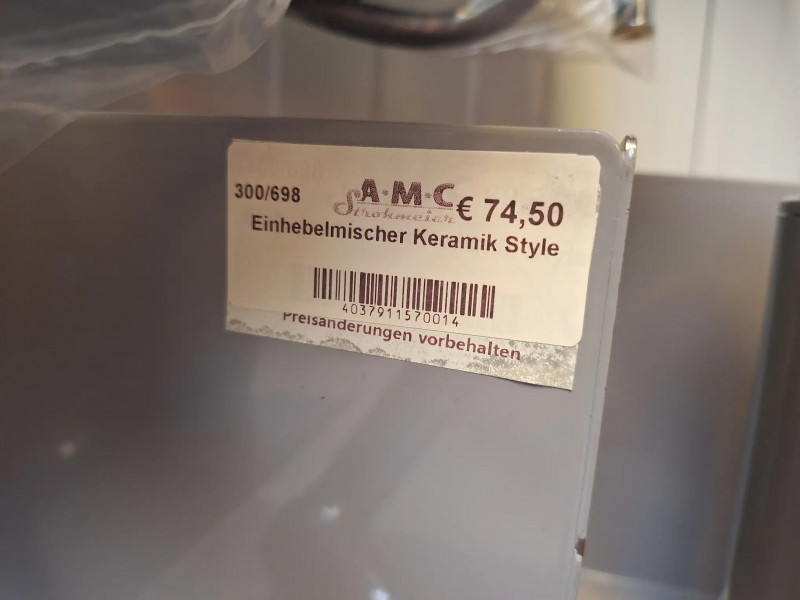 300/698
A·M·C
Strohmeier
€ 74,50
Einhebelmischer Keramik Style
4037911570014
Preisänderungen vorbehalten